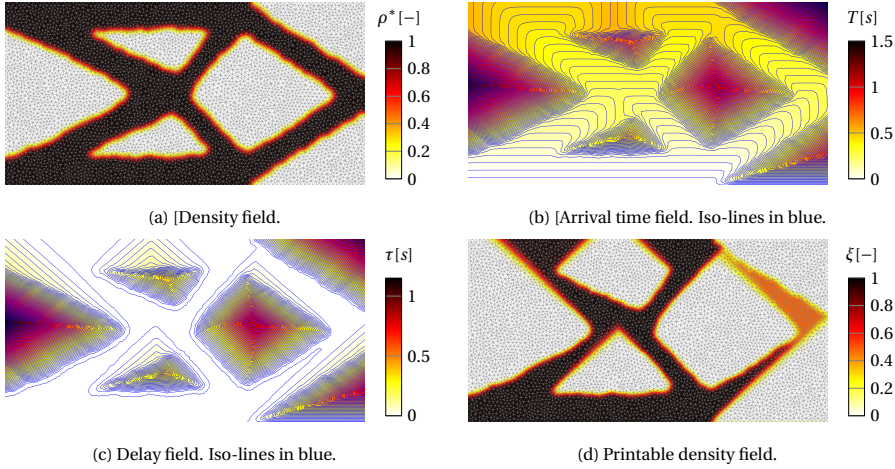 ρ* [-]
1
0.8
0.6
0.4
0.2
0
(a) [Density field.
T [s]
1.5
1
0.5
0
(b) [Arrival time field. Iso-lines in blue.
τ [s]
1
0.5
0
(c) Delay field. Iso-lines in blue.
ξ [-]
1
0.8
0.6
0.4
0.2
0
(d) Printable density field.